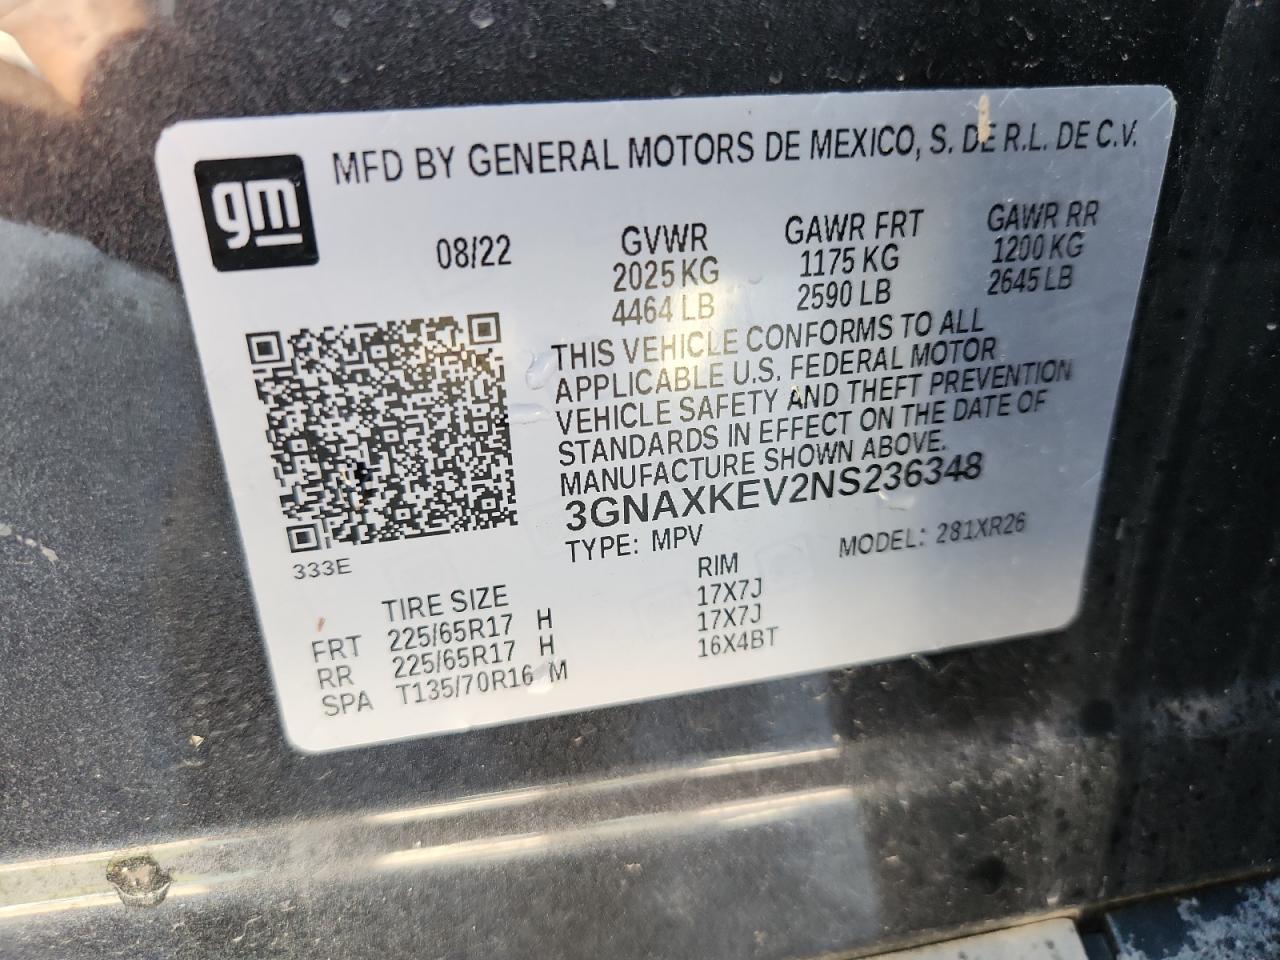 gm
MFD BY GENERAL MOTORS DE MEXICO, S. DE R.L. DE C.V.
08/22 GVWR GAWR FRT GAWR RR
2025 KG 1175 KG 1200 KG
4464 LB 2590 LB 2645 LB
THIS VEHICLE CONFORMS TO ALL
APPLICABLE U.S. FEDERAL MOTOR
VEHICLE SAFETY AND THEFT PREVENTION
STANDARDS IN EFFECT ON THE DATE OF
MANUFACTURE SHOWN ABOVE.
3GNAXKEV2NS236348
TYPE: MPV MODEL: 281XR26
333E
TIRE SIZE RIM
FRT 225/65R17 H 17X7J
RR 225/65R17 H 17X7J
SPA T135/70R16 M 16X4BT